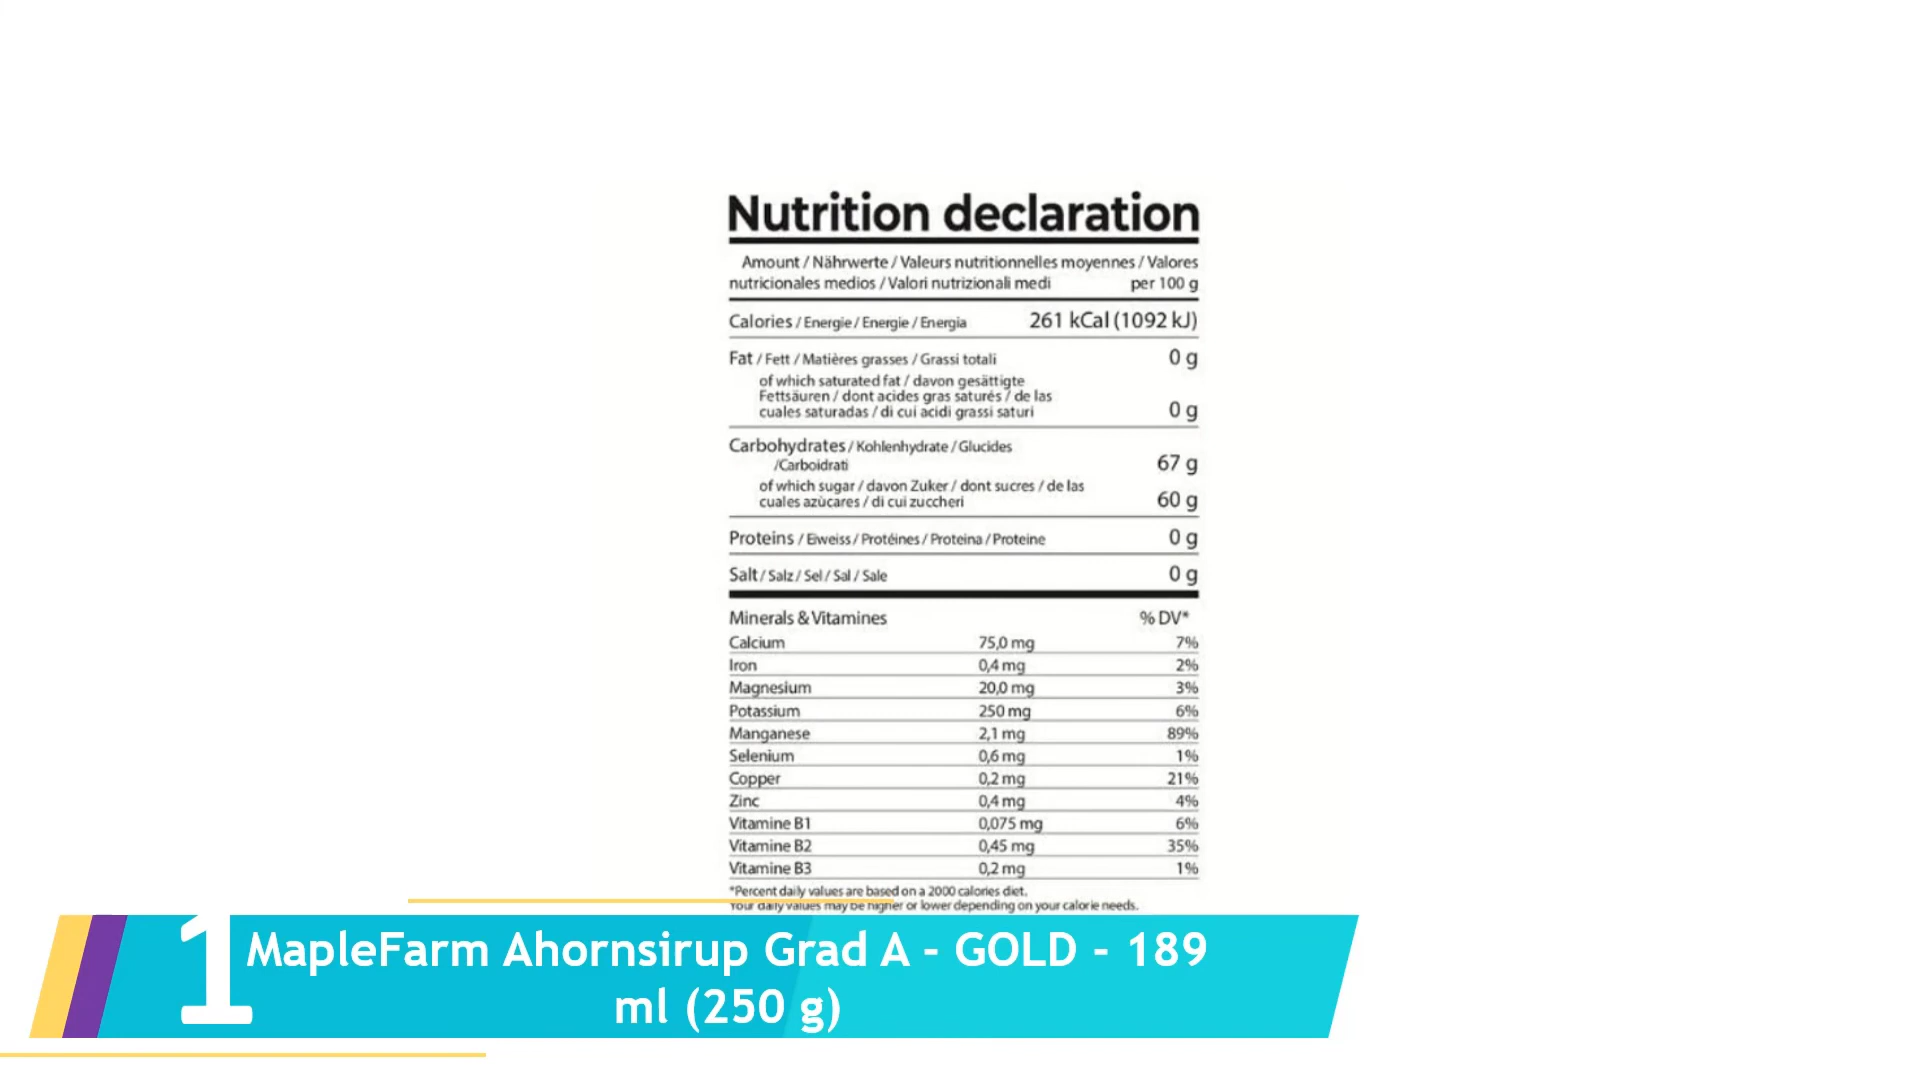 Nutrition declaration
Amount / Nährwerte / Valeurs nutritionnelles moyennes / Valores
nutricionales medios / Valori nutrizionali medi per 100 g
Calories / Energie / Energie / Energia 261 kCal (1092 kJ)
Fat / Fett / Matières grasses / Grassi totali 0 g
of which saturated fat / davon gesättigte
Fettsäuren / dont acides gras saturés / de las
cuales saturadas / di cui acidi grassi saturi 0 g
Carbohydrates / Kohlenhydrate / Glucides
/Carboidrati 67 g
of which sugar / davon Zuker / dont sucres / de las
cuales azùcares / di cui zuccheri 60 g
Proteins / Eiweiss / Protéines / Proteina / Proteine 0 g
Salt / Salz / Sel / Sal / Sale 0 g
Minerals & Vitamines % DV*
Calcium 75,0 mg 7%
Iron 0,4 mg 2%
Magnesium 20,0 mg 3%
Potassium 250 mg 6%
Manganese 2,1 mg 89%
Selenium 0,6 mg 1%
Copper 0,2 mg 21%
Zinc 0,4 mg 4%
Vitamine B1 0,075 mg 6%
Vitamine B2 0,45 mg 35%
Vitamine B3 0,2 mg 1%
*Percent daily values are based on a 2000 calories diet.
Your daily values may be higher or lower depending on your calorie needs.
1
MapleFarm Ahornsirup Grad A - GOLD - 189
ml (250 g)